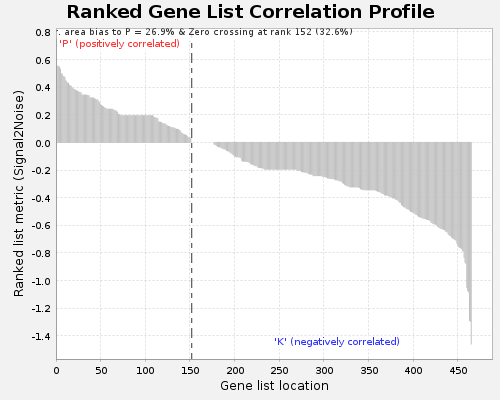 Ranked Gene List Correlation Profile
. area bias to P = 26.9% & Zero crossing at rank 152 (32.6%)
'P' (positively correlated)
0.8
0.6
0.4
0.2
0.0
-0.2
-0.4
-0.6
-0.8
-1.0
-1.2
-1.4
Ranked list metric (Signal2Noise)
'K' (negatively correlated)
0 50 100 150 200 250 300 350 400 450
Gene list location